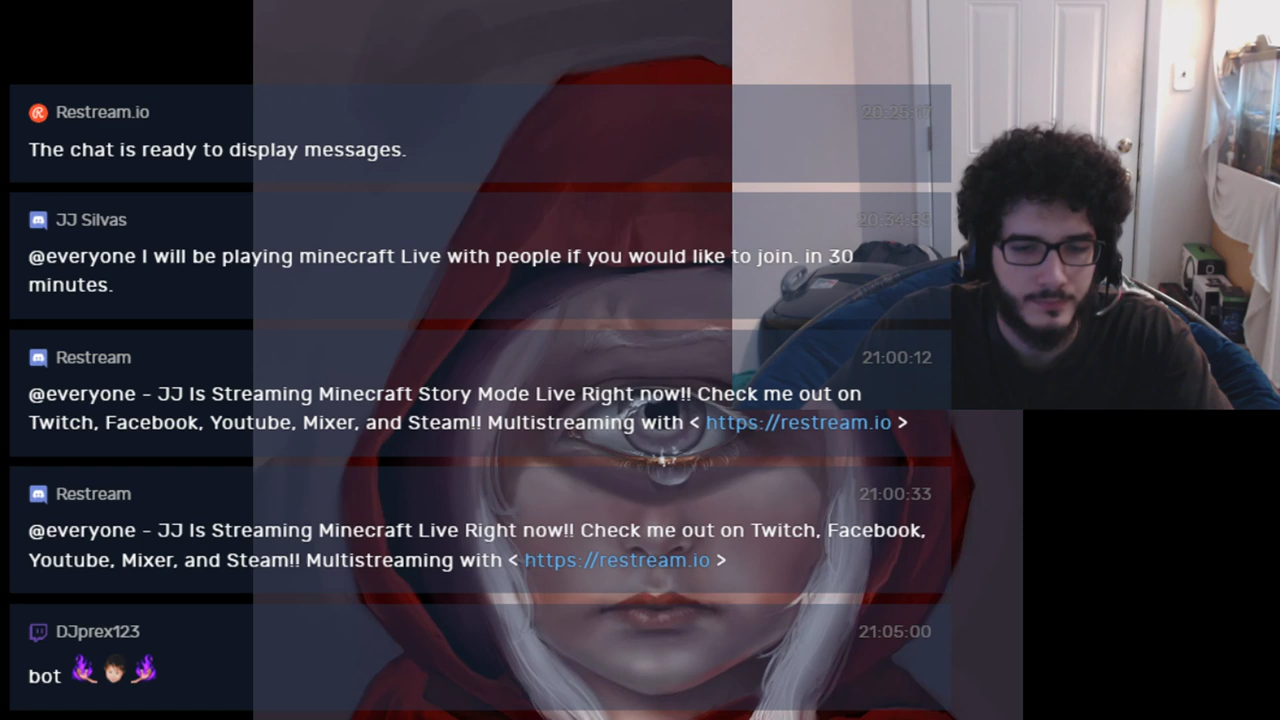 Restream.io
The chat is ready to display messages.
JJ Silvas 20:34:53
@everyone I will be playing minecraft Live with people if you would like to join. in 30
minutes.
Restream 21:00:12
@everyone - JJ Is Streaming Minecraft Story Mode Live Right now!! Check me out on
Twitch, Facebook, Youtube, Mixer, and Steam!! Multistreaming with < https://restream.io >
Restream 21:00:33
@everyone - JJ Is Streaming Minecraft Live Right now!! Check me out on Twitch, Facebook,
Youtube, Mixer, and Steam!! Multistreaming with < https://restream.io >
DJprex123 21:05:00
bot